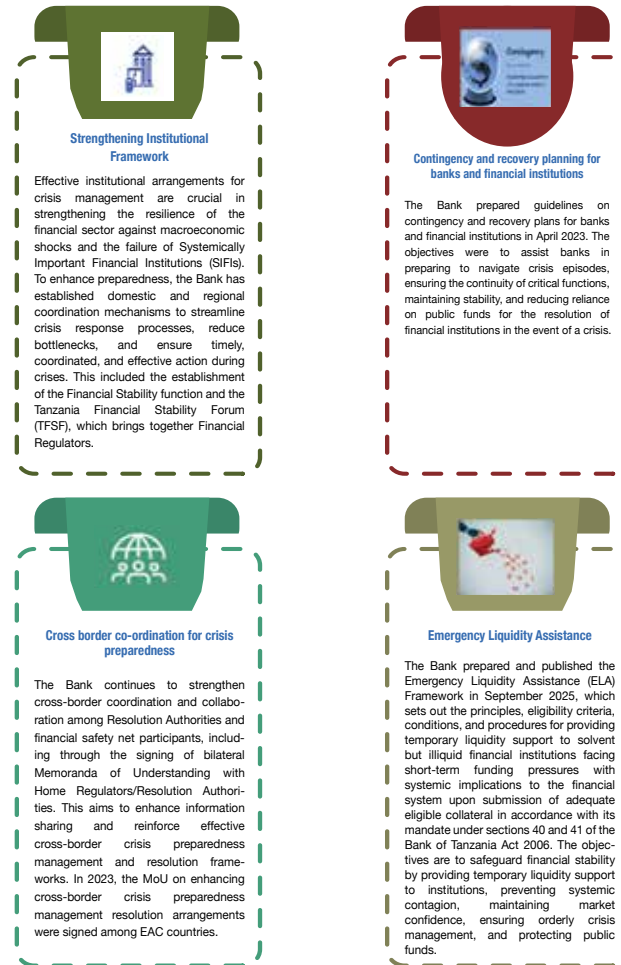 Strengthening Institutional
Framework
Effective institutional arrangements for
crisis management are crucial in
strengthening the resilience of the
financial sector against macroeconomic
shocks and the failure of Systemically
Important Financial Institutions (SIFIs).
To enhance preparedness, the Bank has
established domestic and regional
coordination mechanisms to streamline
crisis response processes, reduce
bottlenecks, and ensure timely,
coordinated, and effective action during
crises. This included the establishment
of the Financial Stability function and the
Tanzania Financial Stability Forum
(TFSF), which brings together Financial
Regulators.
Contingency
Contingency and recovery planning for
banks and financial institutions
The Bank prepared guidelines on
contingency and recovery plans for banks
and financial institutions in April 2023. The
objectives were to assist banks in
preparing to navigate crisis episodes,
ensuring the continuity of critical functions,
maintaining stability, and reducing reliance
on public funds for the resolution of
financial institutions in the event of a crisis.
Cross border co-ordination for crisis
preparedness
The Bank continues to strengthen
cross-border coordination and collabo-
ration among Resolution Authorities and
financial safety net participants, includ-
ing through the signing of bilateral
Memoranda of Understanding with
Home Regulators/Resolution Authori-
ties. This aims to enhance information
sharing and reinforce effective
cross-border crisis preparedness
management and resolution frame-
works. In 2023, the MoU on enhancing
cross-border crisis preparedness
management resolution arrangements
were signed among EAC countries.
Emergency Liquidity Assistance
The Bank prepared and published the
Emergency Liquidity Assistance (ELA)
Framework in September 2025, which
sets out the principles, eligibility criteria,
conditions, and procedures for providing
temporary liquidity support to solvent
but illiquid financial institutions facing
short-term funding pressures with
systemic implications to the financial
system upon submission of adequate
eligible collateral in accordance with its
mandate under sections 40 and 41 of the
Bank of Tanzania Act 2006. The objec-
tives are to safeguard financial stability
by providing temporary liquidity support
to institutions, preventing systemic
contagion, maintaining market
confidence, ensuring orderly crisis
management, and protecting public
funds.